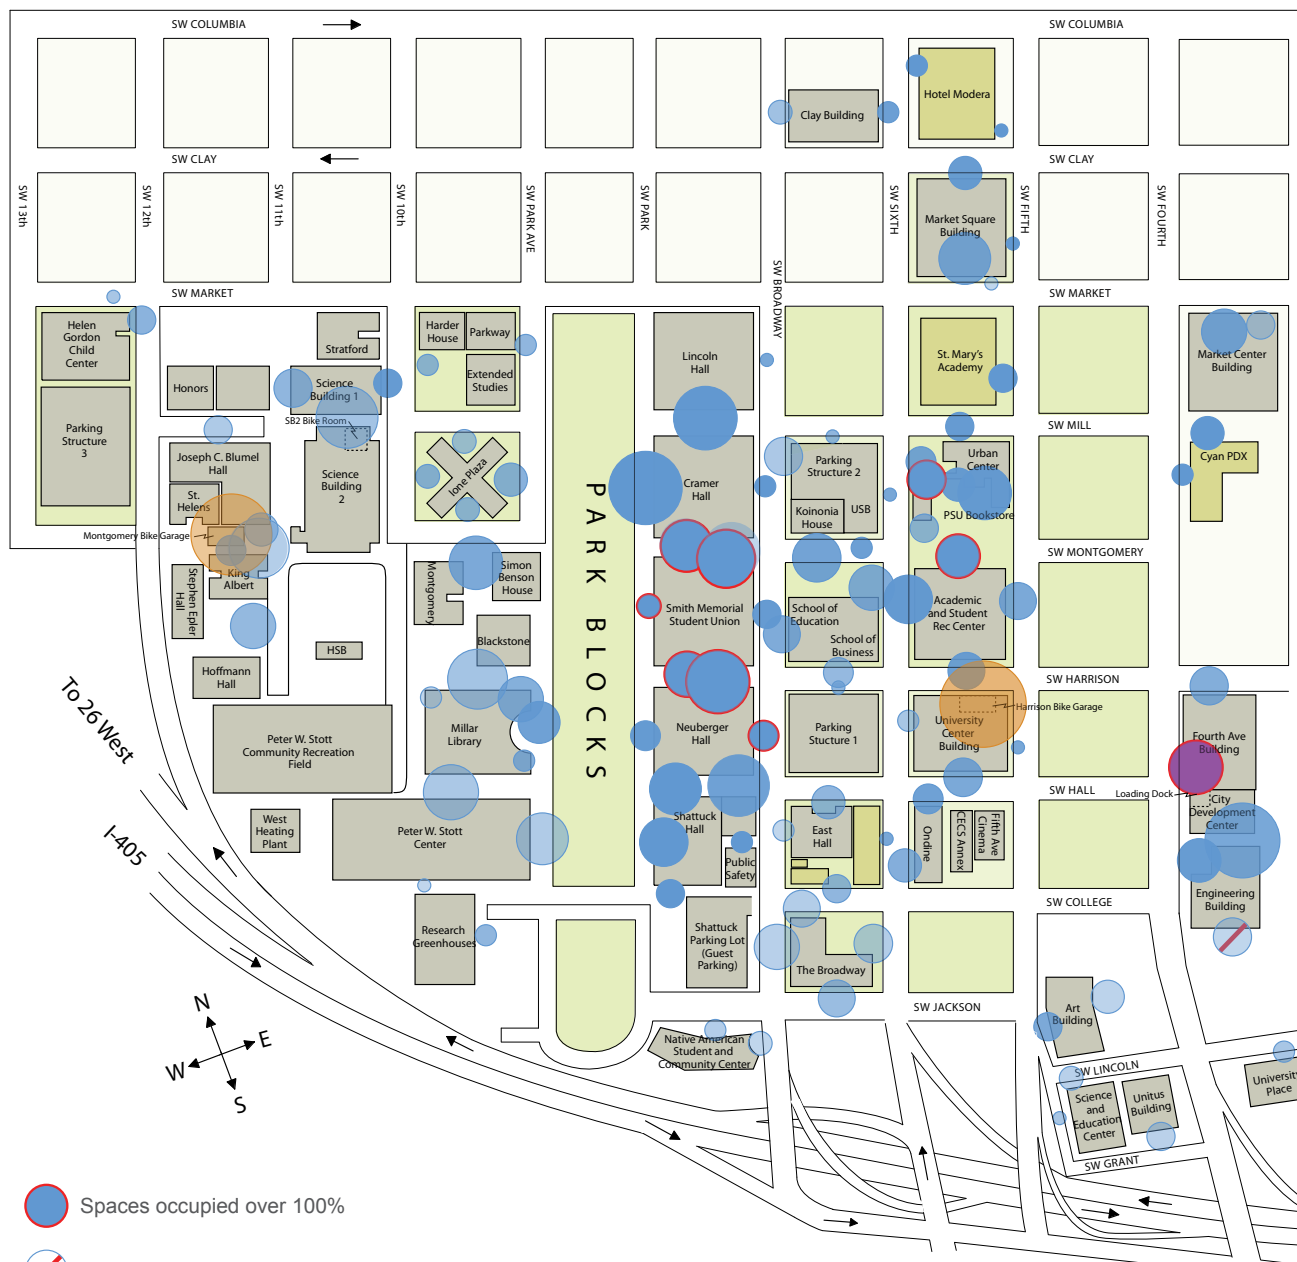 SW COLUMBIA
SW COLUMBIA
Hotel Modera
Clay Building
SW CLAY
SW CLAY
SW 13th
SW 12th
SW 11th
SW 10th
SW PARK AVE
SW PARK
SW BROADWAY
SW SIXTH
SW FIFTH
SW FOURTH
Market Square
Building
SW MARKET
SW MARKET
Helen
Gordon
Child
Center
Stratford
Harder
House
Parkway
Extended
Studies
Lincoln
Hall
St. Mary's
Academy
Market Center
Building
Honors
Science
Building 1
SB2 Bike Room
Parking
Structure
3
SW MILL
Joseph C. Blumel
Hall
St.
Helens
Science
Building
2
Ione Plaza
Cramer
Hall
Parking
Structure 2
Koinonia
House
USB
Urban
Center
PSU Bookstore
Cyan PDX
PARK BLOCKS
Montgomery Bike Garage
King
Albert
Stephen Epler
Hall
SW MONTGOMERY
Montgomery
Simon
Benson
House
Smith Memorial
Student Union
School of
Education
School of
Business
Academic
and Student
Rec Center
Blackstone
HSB
Hoffmann
Hall
SW HARRISON
To 26 West
Peter W. Stott
Community Recreation
Field
Millar
Library
Neuberger
Hall
Parking
Stucture 1
University
Center
Building
Harrison Bike Garage
Fourth Ave
Building
SW HALL
Loading Dock
City
Development
Center
I-405
West
Heating
Plant
Peter W. Stott
Center
Shattuck
Hall
Public
Safety
East
Hall
Ondine
CECS Annex
Fifth Ave
Cinema
Engineering
Building
SW COLLEGE
Research
Greenhouses
Shattuck
Parking Lot
(Guest
Parking)
The Broadway
SW JACKSON
N
E
W
S
Art
Building
Native American
Student and
Community Center
SW LINCOLN
Science
and
Education
Center
Unitus
Building
University
Place
SW GRANT
Spaces occupied over 100%